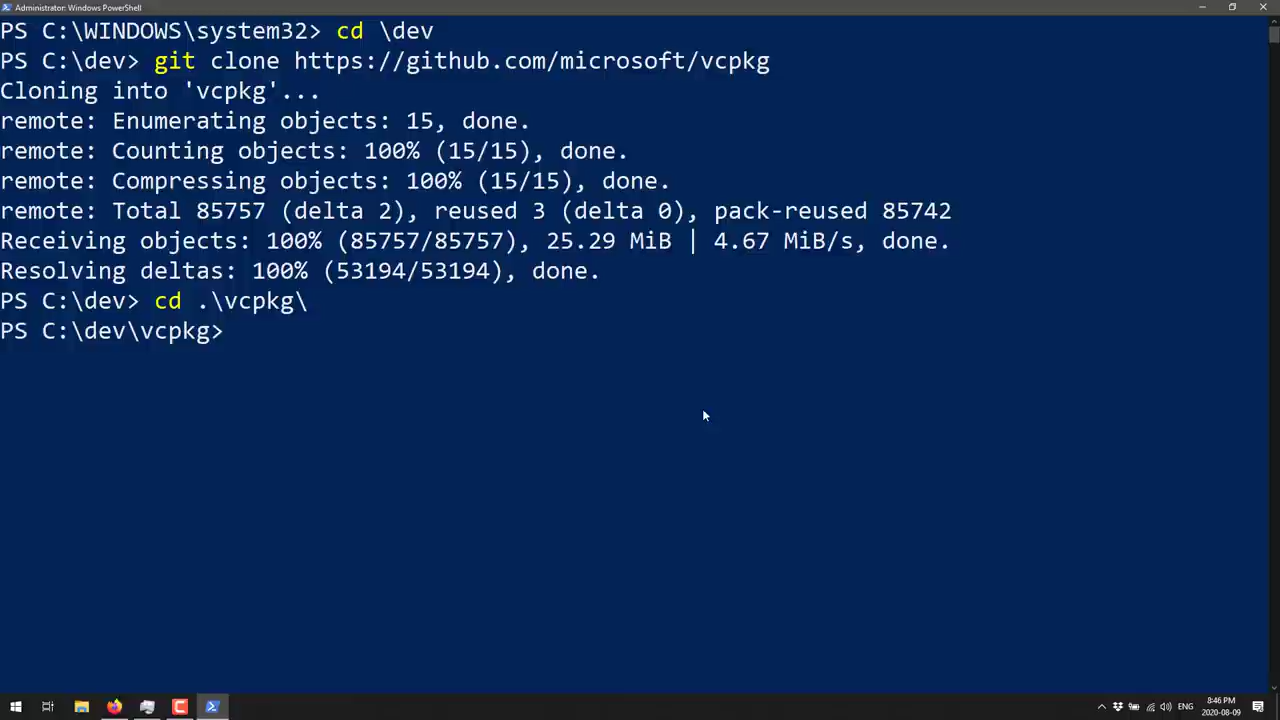 Administrator: Windows PowerShell
PS C:\WINDOWS\system32> cd \dev
PS C:\dev> git clone https://github.com/microsoft/vcpkg
Cloning into 'vcpkg'...
remote: Enumerating objects: 15, done.
remote: Counting objects: 100% (15/15), done.
remote: Compressing objects: 100% (15/15), done.
remote: Total 85757 (delta 2), reused 3 (delta 0), pack-reused 85742
Receiving objects: 100% (85757/85757), 25.29 MiB | 4.67 MiB/s, done.
Resolving deltas: 100% (53194/53194), done.
PS C:\dev> cd .\vcpkg\
PS C:\dev\vcpkg>
ENG
8:46 PM
2020-08-09